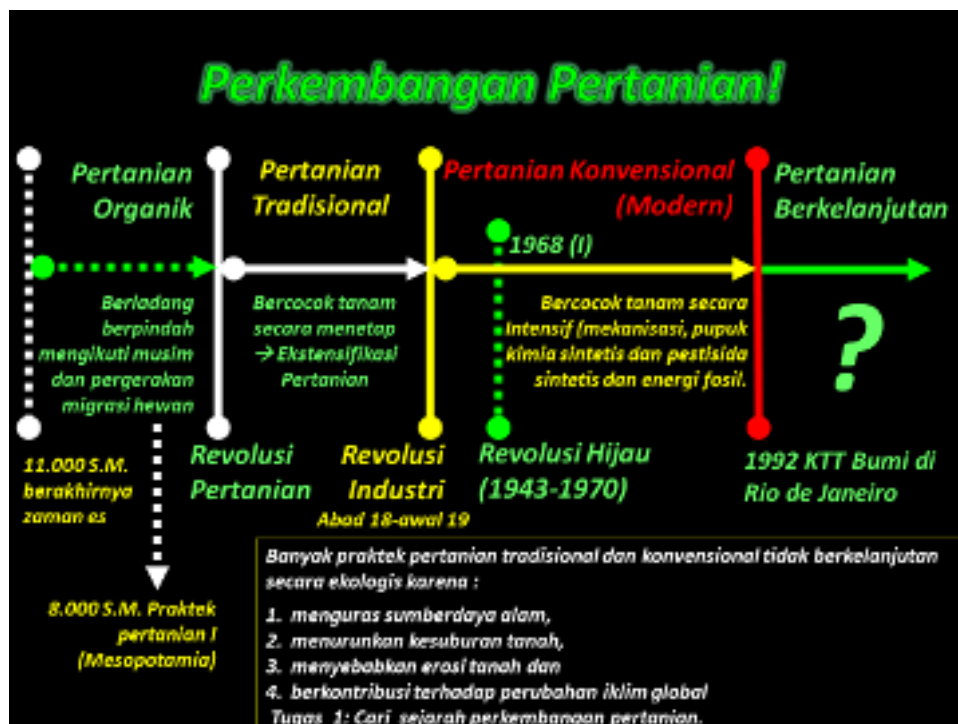 Perkembangan Pertanian!
Pertanian
Organik
Pertanian
Tradisional
Pertanian Konvensional
(Modern)
Pertanian
Berkelanjutan
1968 (I)
Berladang
berpindah
mengikuti musim
dan pergerakan
migrasi hewan
Bercocok tanam
secara menetap
→ Ekstensifikasi
Pertanian
Bercocok tanam secara
Intensif (mekanisasi, pupuk
kimia sintetis dan pestisida
sintetis dan energi fosil.
?
11.000 S.M.
berakhirnya
zaman es
Revolusi
Pertanian
Revolusi
Industri
Abad 18-awal 19
Revolusi Hijau
(1943-1970)
1992 KTT Bumi di
Rio de Janeiro
8.000 S.M. Praktek
pertanian I
(Mesopotamia)
Banyak praktek pertanian tradisional dan konvensional tidak berkelanjutan
secara ekologis karena :
1. menguras sumberdaya alam,
2. menurunkan kesuburan tanah,
3. menyebabkan erosi tanah dan
4. berkontribusi terhadap perubahan iklim global
Tugas 1: Cari sejarah perkembangan pertanian.